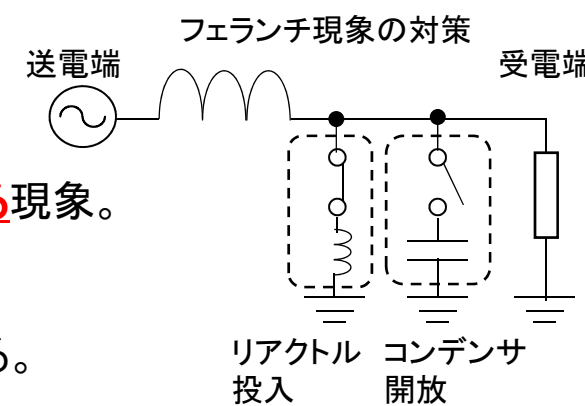 フェランチ現象の対策
送電端
受電端
る現象。
る。
リアクトル
投入
コンデンサ
開放